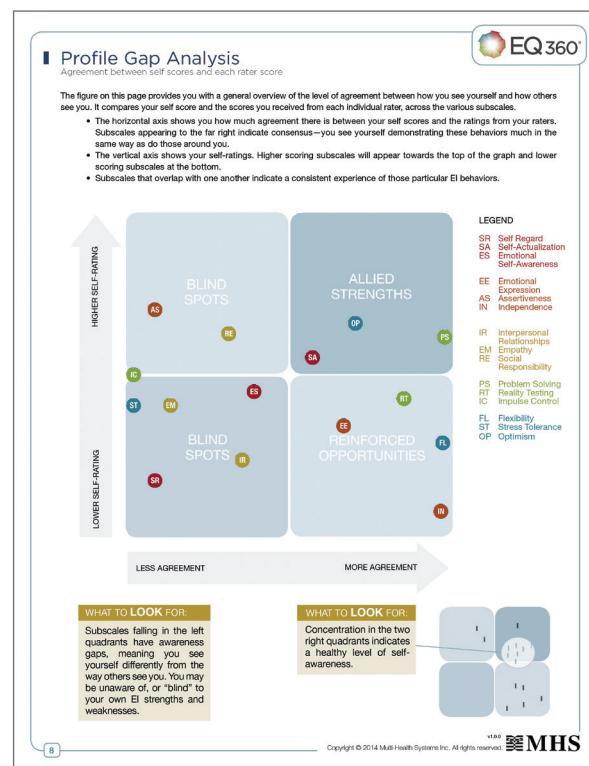 EQ360®
Profile Gap Analysis
Agreement between self scores and each rater score
The figure on this page provides you with a general overview of the level of agreement between how you see yourself and how others
see you. It compares your self score and the scores you received from each individual rater, across the various subscales.
• The horizontal axis shows you how much agreement there is between your self scores and the ratings from your raters.
Subscales appearing to the far right indicate consensus—you see yourself demonstrating these behaviors much in the
same way as do those around you.
• The vertical axis shows your self-ratings. Higher scoring subscales will appear towards the top of the graph and lower
scoring subscales at the bottom.
• Subscales that overlap with one another indicate a consistent experience of those particular EI behaviors.
HIGHER SELF-RATING
LOWER SELF-RATING
BLIND
SPOTS
AS
RE
IC
ALLIED
STRENGTHS
OP
PS
SA
ST
EM
ES
BLIND
SPOTS
IR
SR
RT
EE
REINFORCED
OPPORTUNITIES
FL
IN
LESS AGREEMENT
MORE AGREEMENT
LEGEND
SR Self Regard
SA Self-Actualization
ES Emotional
Self-Awareness
EE Emotional
Expression
AS Assertiveness
IN Independence
IR Interpersonal
Relationships
EM Empathy
RE Social
Responsibility
PS Problem Solving
RT Reality Testing
IC Impulse Control
FL Flexibility
ST Stress Tolerance
OP Optimism
WHAT TO LOOK FOR:
Subscales falling in the left
quadrants have awareness
gaps, meaning you see
yourself differently from the
way others see you. You may
be unaware of, or "blind" to
your own EI strengths and
weaknesses.
WHAT TO LOOK FOR:
Concentration in the two
right quadrants indicates
a healthy level of self-
awareness.
8
v1.0.0
Copyright © 2014 Multi-Health Systems Inc. All rights reserved.
MHS